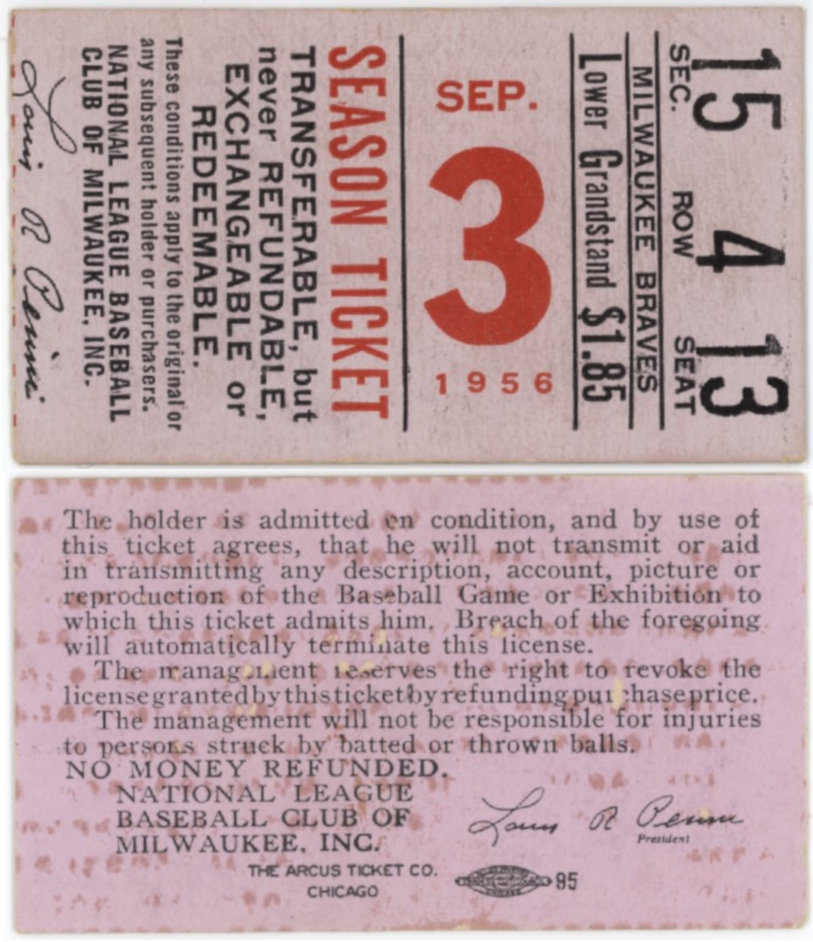 15 4 13
SEC. ROW SEAT
MILWAUKEE BRAVES
Lower Grandstand $1.85
SEP.
3
1956
SEASON TICKET
TRANSFERABLE, but
never REFUNDABLE,
EXCHANGEABLE or
REDEEMABLE.
These conditions apply to the original or
any subsequent holder or purchasers.
NATIONAL LEAGUE BASEBALL
CLUB OF MILWAUKEE, INC.
Louis R Perini
The holder is admitted on condition, and by use of
this ticket agrees, that he will not transmit or aid
in transmitting any description, account, picture or
reproduction of the Baseball Game or Exhibition to
which this ticket admits him. Breach of the foregoing
will automatically terminate this license.
The management reserves the right to revoke the
license granted by this ticket by refunding purchase price.
The management will not be responsible for injuries
to persons struck by batted or thrown balls.
NO MONEY REFUNDED.
NATIONAL LEAGUE
BASEBALL CLUB OF
MILWAUKEE, INC.
Louis R Perini
President
THE ARCUS TICKET CO.
CHICAGO
95